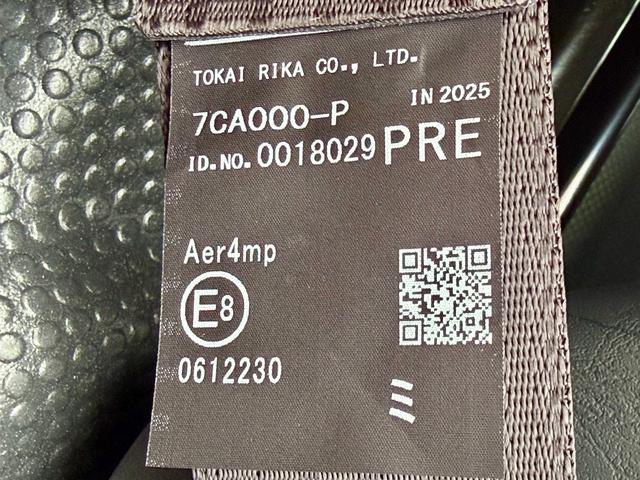 TOKAI RIKA CO., LTD.
7CA000-P IN 2025
ID.NO.0018029 PRE
Aer4mp
E8
0612230